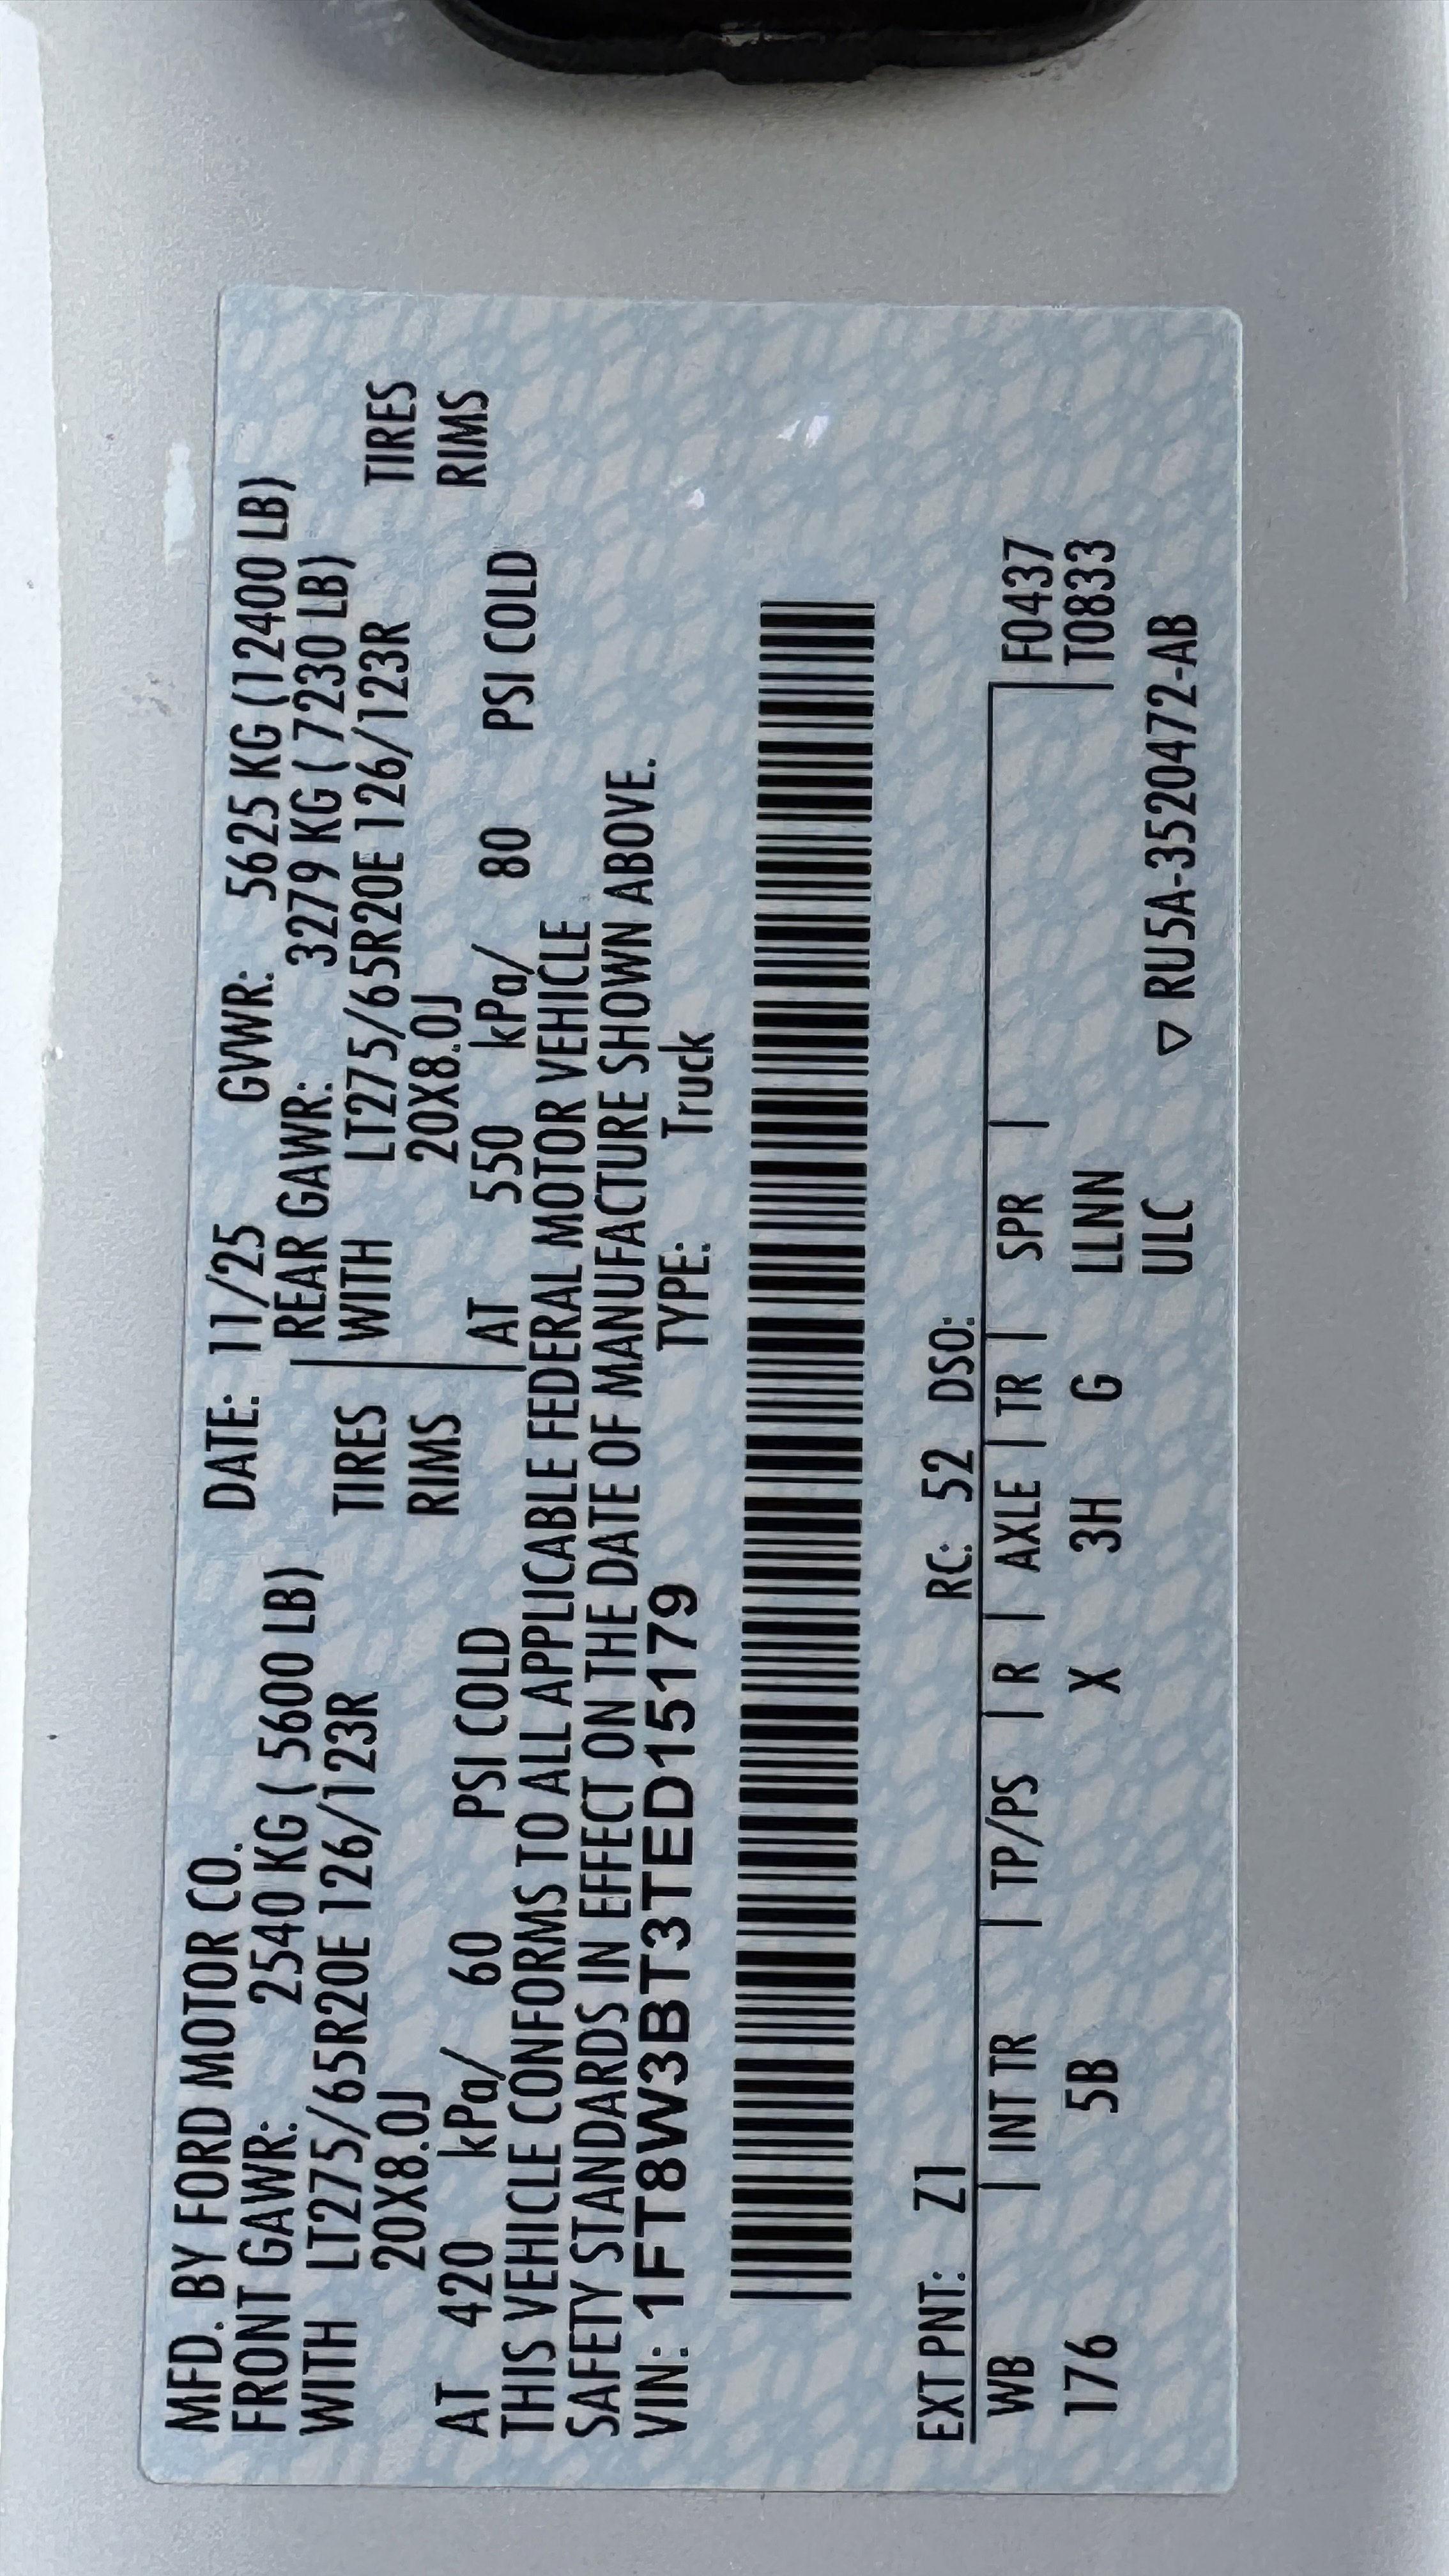 MFD. BY FORD MOTOR CO. DATE: 11/25 GVWR: 5625 KG (12400 LB)
FRONT GAWR: 2540 KG ( 5600 LB) REAR GAWR: 3279 KG ( 7230 LB)
WITH LT275/65R20E 126/123R TIRES WITH LT275/65R20E 126/123R TIRES
20X8.0J RIMS 20X8.0J RIMS
AT 420 kPa/ 60 PSI COLD AT 550 kPa/ 80 PSI COLD
THIS VEHICLE CONFORMS TO ALL APPLICABLE FEDERAL MOTOR VEHICLE
SAFETY STANDARDS IN EFFECT ON THE DATE OF MANUFACTURE SHOWN ABOVE.
VIN: 1FT8W3BT3TED15179 TYPE: Truck
EXT PNT: Z1 RC: 52 DSO:
WB | INT TR | TP/PS | R | AXLE | TR | SPR | F0437
176 5B X 3H G LLNN T0833
ULC ▽ RU5A-3520472-AB